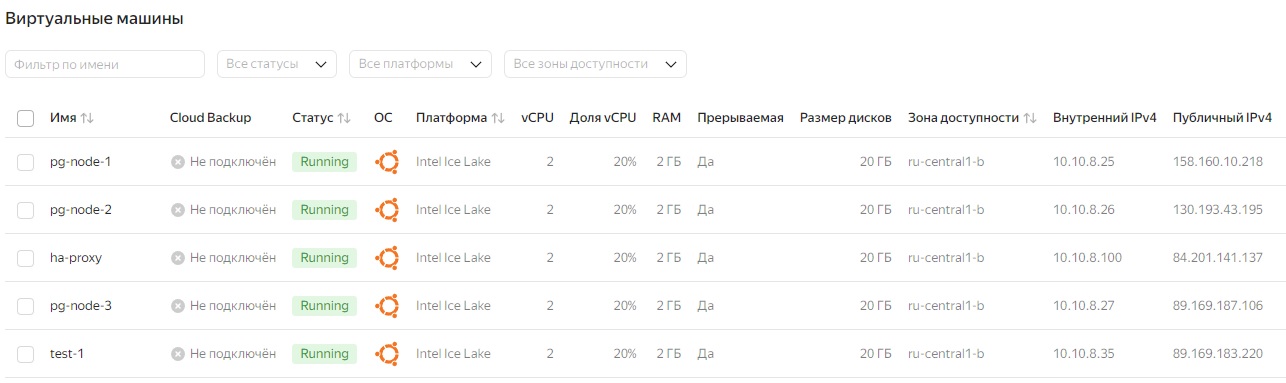 Виртуальные машины
Фильтр по имени Все статусы Все платформы Все зоны доступности
Имя Cloud Backup Статус ОС Платформа vCPU Доля vCPU RAM Прерываемая Размер дисков Зона доступности Внутренний IPv4 Публичный IPv4
pg-node-1 Не подключён Running Intel Ice Lake 2 20% 2 ГБ Да 20 ГБ ru-central1-b 10.10.8.25 158.160.10.218
pg-node-2 Не подключён Running Intel Ice Lake 2 20% 2 ГБ Да 20 ГБ ru-central1-b 10.10.8.26 130.193.43.195
ha-proxy Не подключён Running Intel Ice Lake 2 20% 2 ГБ Да 20 ГБ ru-central1-b 10.10.8.100 84.201.141.137
pg-node-3 Не подключён Running Intel Ice Lake 2 20% 2 ГБ Да 20 ГБ ru-central1-b 10.10.8.27 89.169.187.106
test-1 Не подключён Running Intel Ice Lake 2 20% 2 ГБ Да 20 ГБ ru-central1-b 10.10.8.35 89.169.183.220